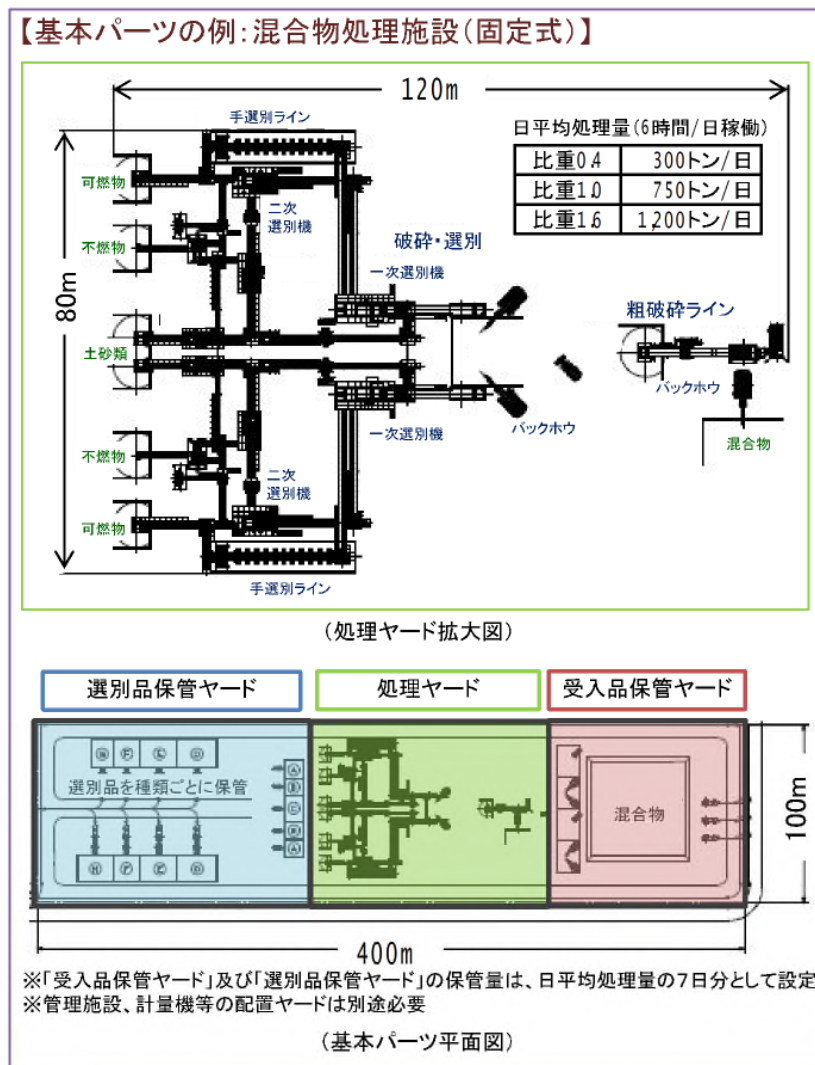 【基本パーツの例:混合物処理施設(固定式)】
120m
手選別ライン
日平均処理量(6時間/日稼働)
比重0.4 300トン/日
比重1.0 750トン/日
比重1.6 1,200トン/日
80m
可燃物
二次
選別機
不燃物
破砕・選別
一次選別機
粗破砕ライン
土砂類
バックホウ
一次選別機
バックホウ
混合物
不燃物
二次
選別機
可燃物
手選別ライン
(処理ヤード拡大図)
選別品保管ヤード 処理ヤード 受入品保管ヤード
選別品を種類ごとに保管
混合物
100m
400m
※「受入品保管ヤード」及び「選別品保管ヤード」の保管量は、日平均処理量の7日分として設定
※管理施設、計量機等の配置ヤードは別途必要
(基本パーツ平面図)